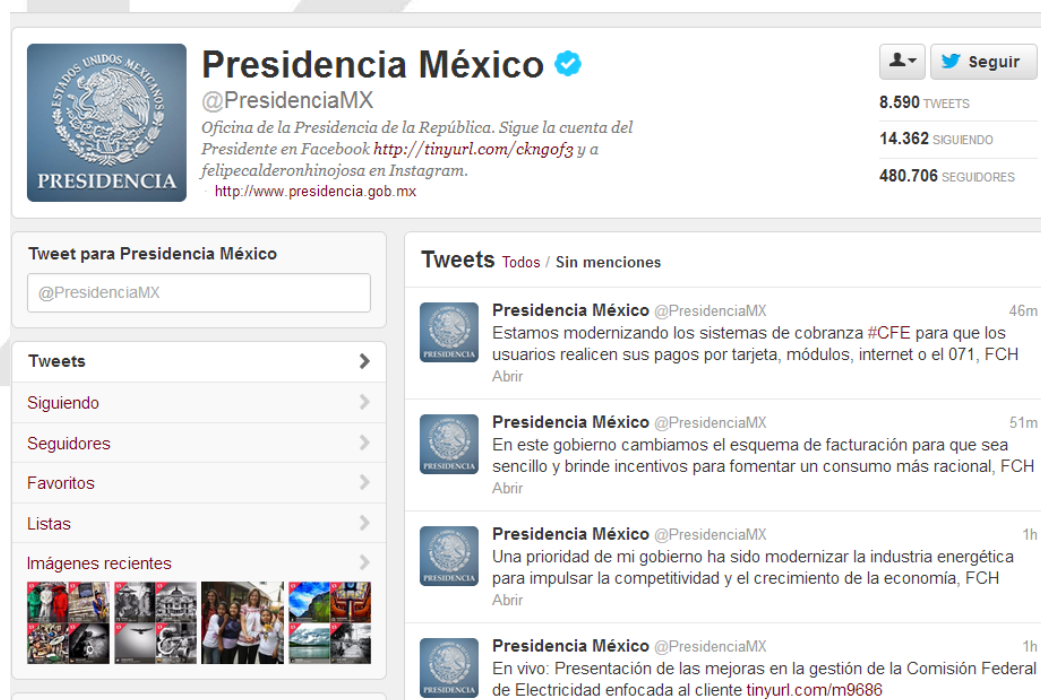 ESTADOS UNIDOS MEXICANOS
PRESIDENCIA
Presidencia México
@PresidenciaMX
Oficina de la Presidencia de la República. Sigue la cuenta del
Presidente en Facebook http://tinyurl.com/ckngof3 y a
felipecalderonhinojosa en Instagram.
· http://www.presidencia.gob.mx
Seguir
8.590 TWEETS
14.362 SIGUIENDO
480.706 SEGUIDORES
Tweet para Presidencia México
@PresidenciaMX
Tweets
Siguiendo
Seguidores
Favoritos
Listas
Imágenes recientes
Tweets Todos / Sin menciones
Presidencia México @PresidenciaMX 46m
Estamos modernizando los sistemas de cobranza #CFE para que los
usuarios realicen sus pagos por tarjeta, módulos, internet o el 071, FCH
Abrir
PRESIDENCIA
Presidencia México @PresidenciaMX 51m
En este gobierno cambiamos el esquema de facturación para que sea
sencillo y brinde incentivos para fomentar un consumo más racional, FCH
Abrir
PRESIDENCIA
Presidencia México @PresidenciaMX 1h
Una prioridad de mi gobierno ha sido modernizar la industria energética
para impulsar la competitividad y el crecimiento de la economía, FCH
Abrir
PRESIDENCIA
Presidencia México @PresidenciaMX 1h
En vivo: Presentación de las mejoras en la gestión de la Comisión Federal
de Electricidad enfocada al cliente tinyurl.com/m9686
PRESIDENCIA